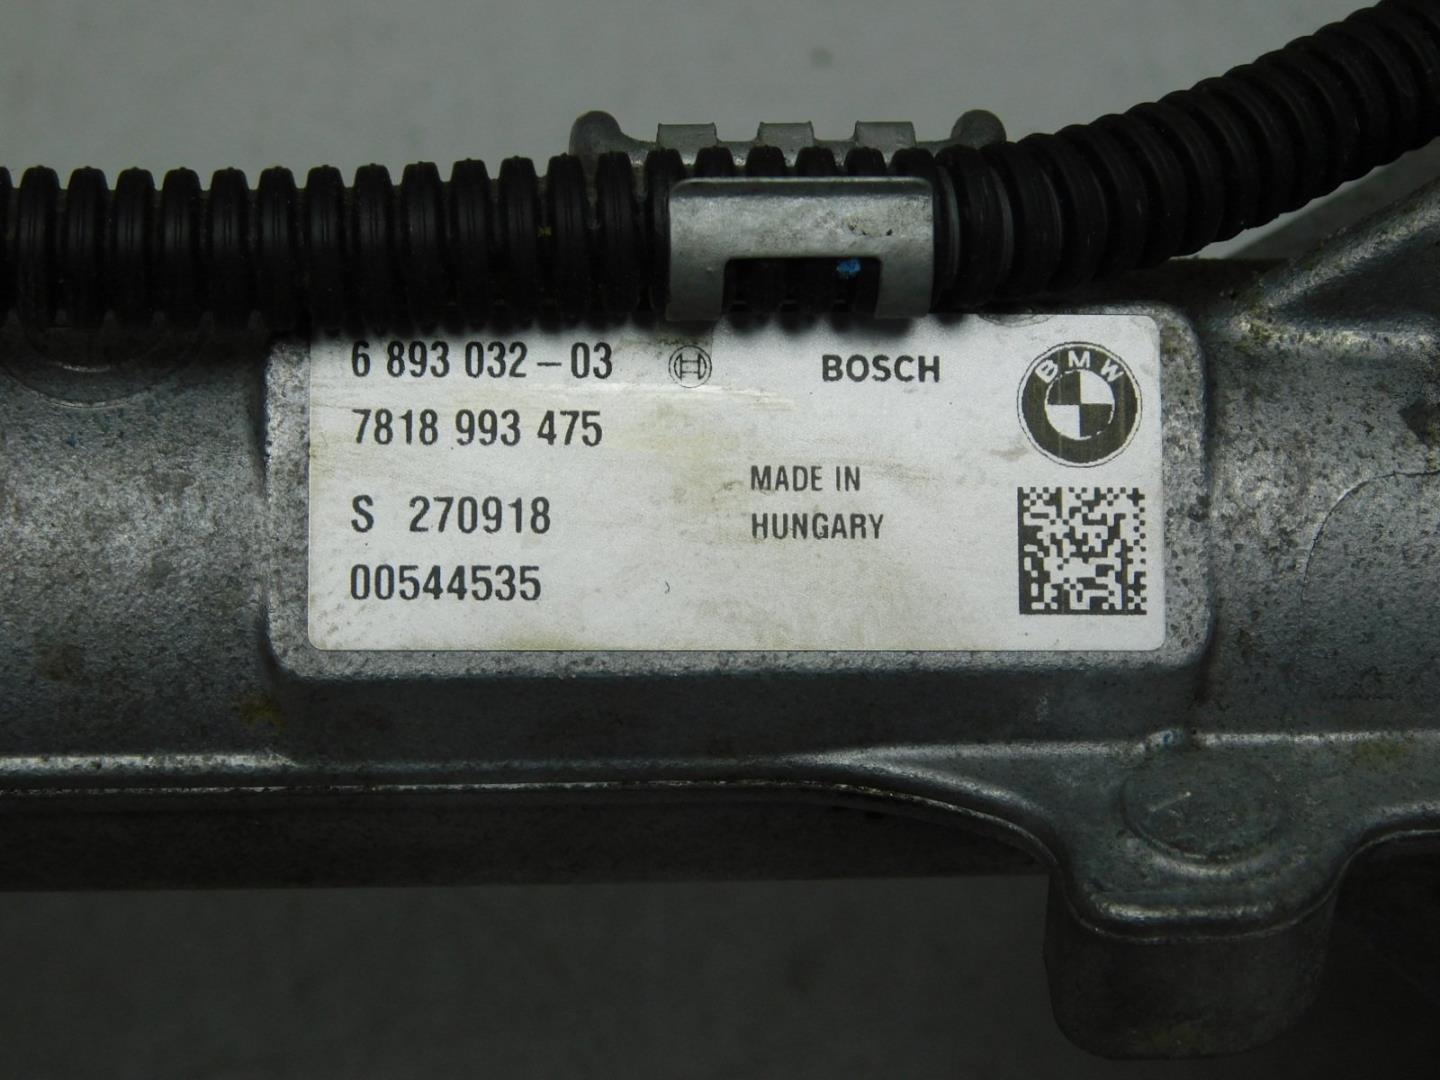 6 893 032-03
BOSCH
BMW
7818 993 475
MADE IN
HUNGARY
S 270918
00544535